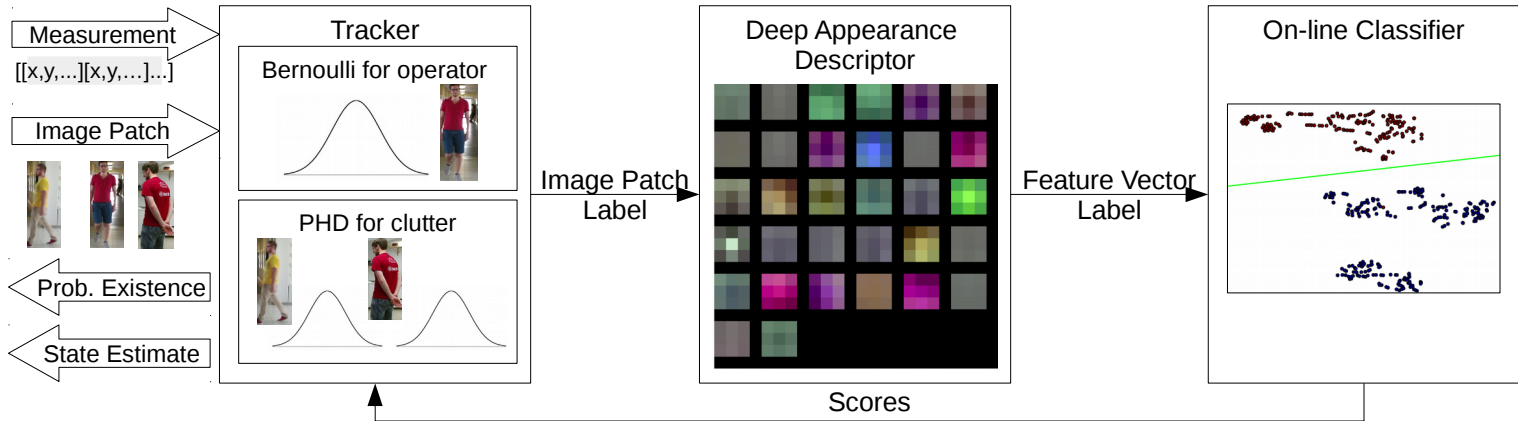 Measurement
[[x,y,...][x,y,...]...]
Image Patch
Prob. Existence
State Estimate
Tracker
Bernoulli for operator
PHD for clutter
Image Patch
Label
Deep Appearance
Descriptor
Feature Vector
Label
On-line Classifier
Scores